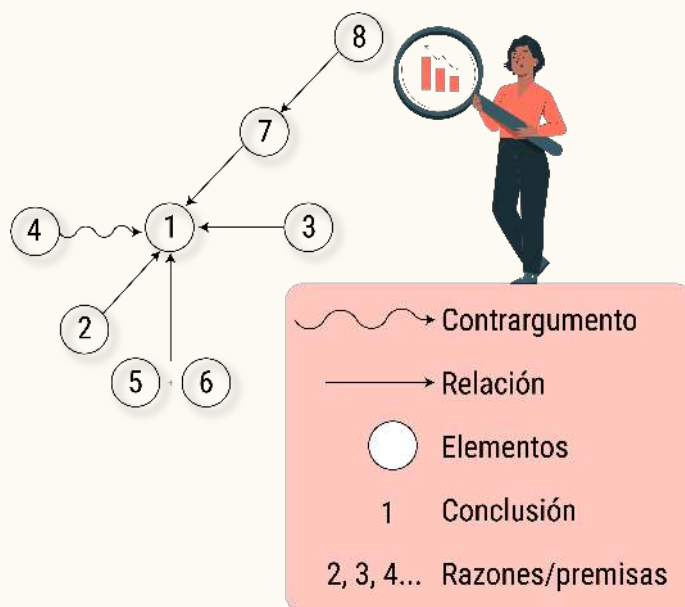 8
7
4
1
3
2
5 + 6
Contrargumento
Relación
Elementos
1 Conclusión
2, 3, 4... Razones/premisas